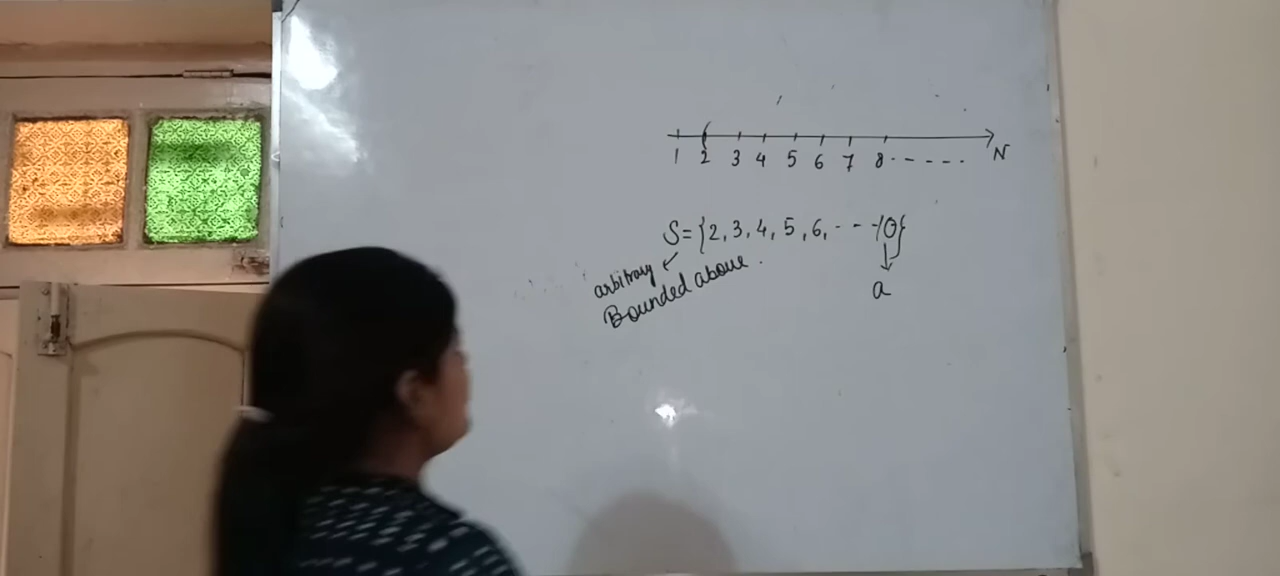 1 2 3 4 5 6 7 8 ----- N
S={2, 3, 4, 5, 6, ---10}
arbitrary
Bounded above.
a